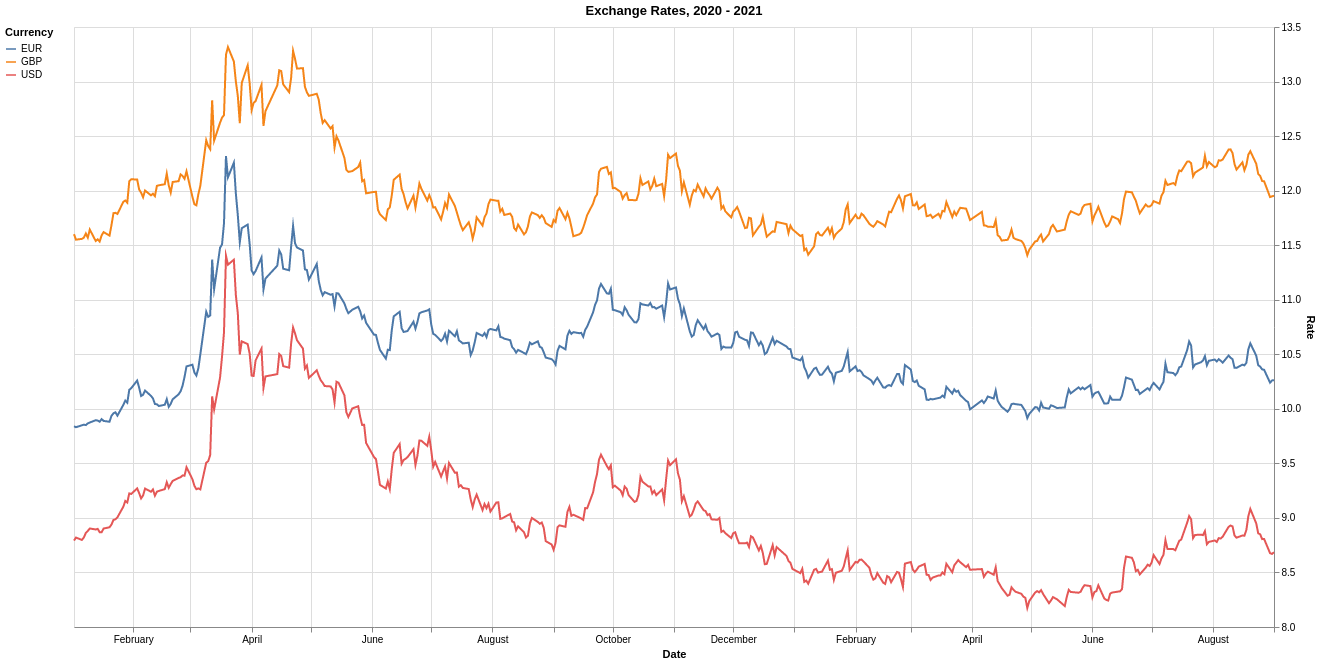 Exchange Rates, 2020 - 2021
Currency
EUR
GBP
USD
13.5
13.0
12.5
12.0
11.5
11.0
10.5
10.0
9.5
9.0
8.5
8.0
Rate
February
April
June
August
October
December
February
April
June
August
Date